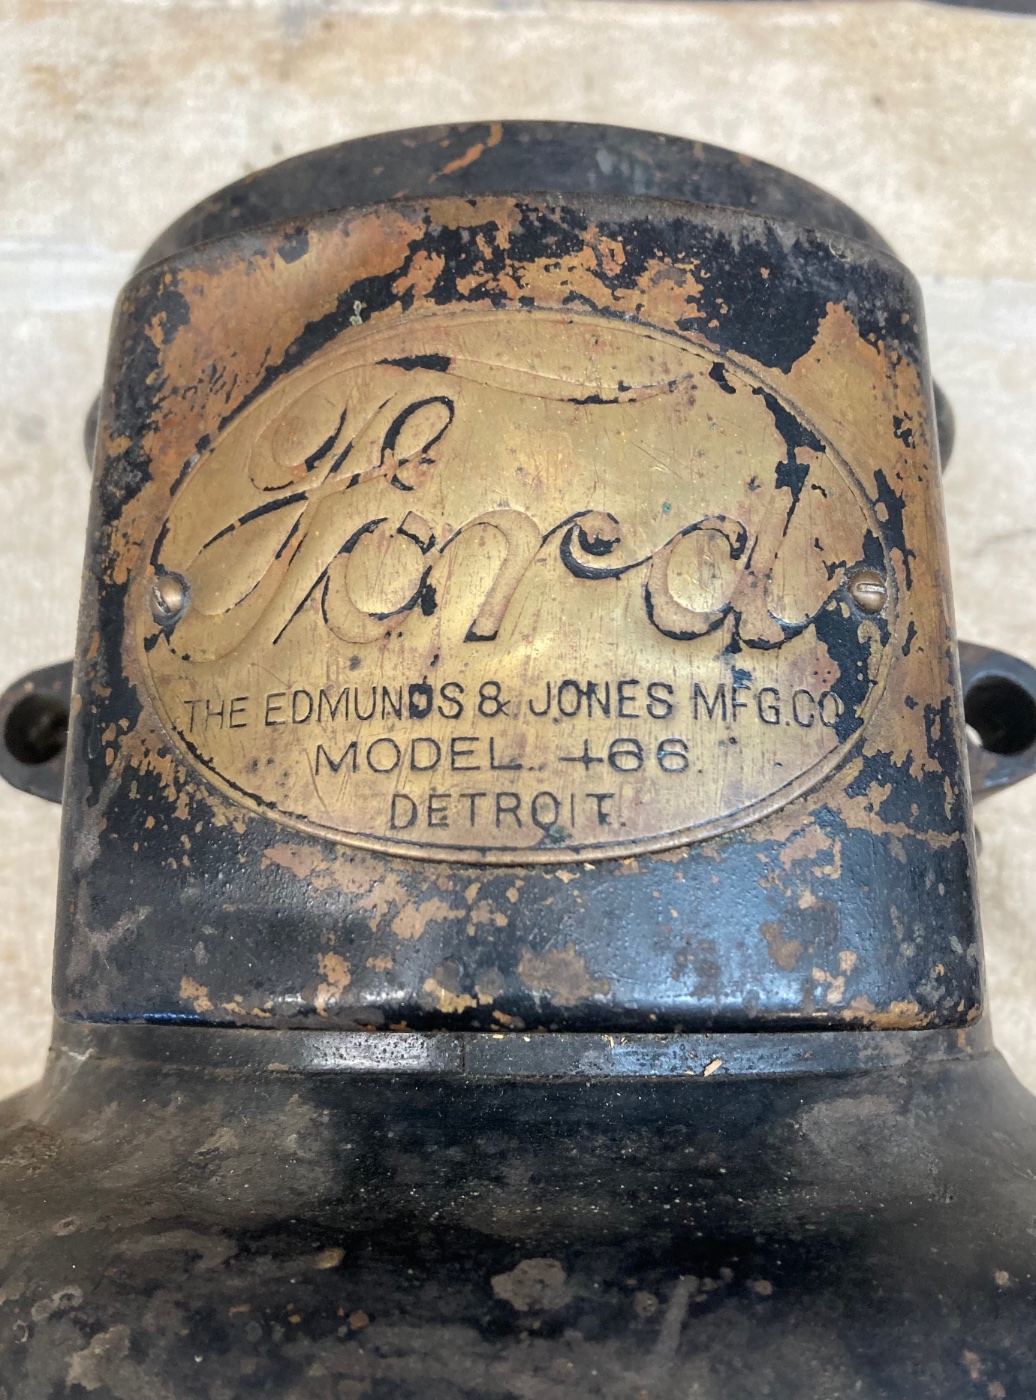 Ford
THE EDMUNDS & JONES MFG. CO
MODEL 466
DETROIT.